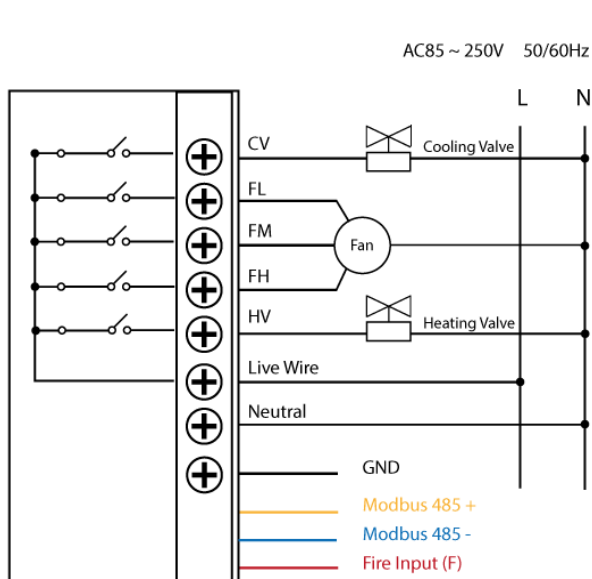 AC85 ~ 250V 50/60Hz
L N
CV
Cooling Valve
FL
FM
Fan
FH
HV
Heating Valve
Live Wire
Neutral
GND
Modbus 485 +
Modbus 485 -
Fire Input (F)